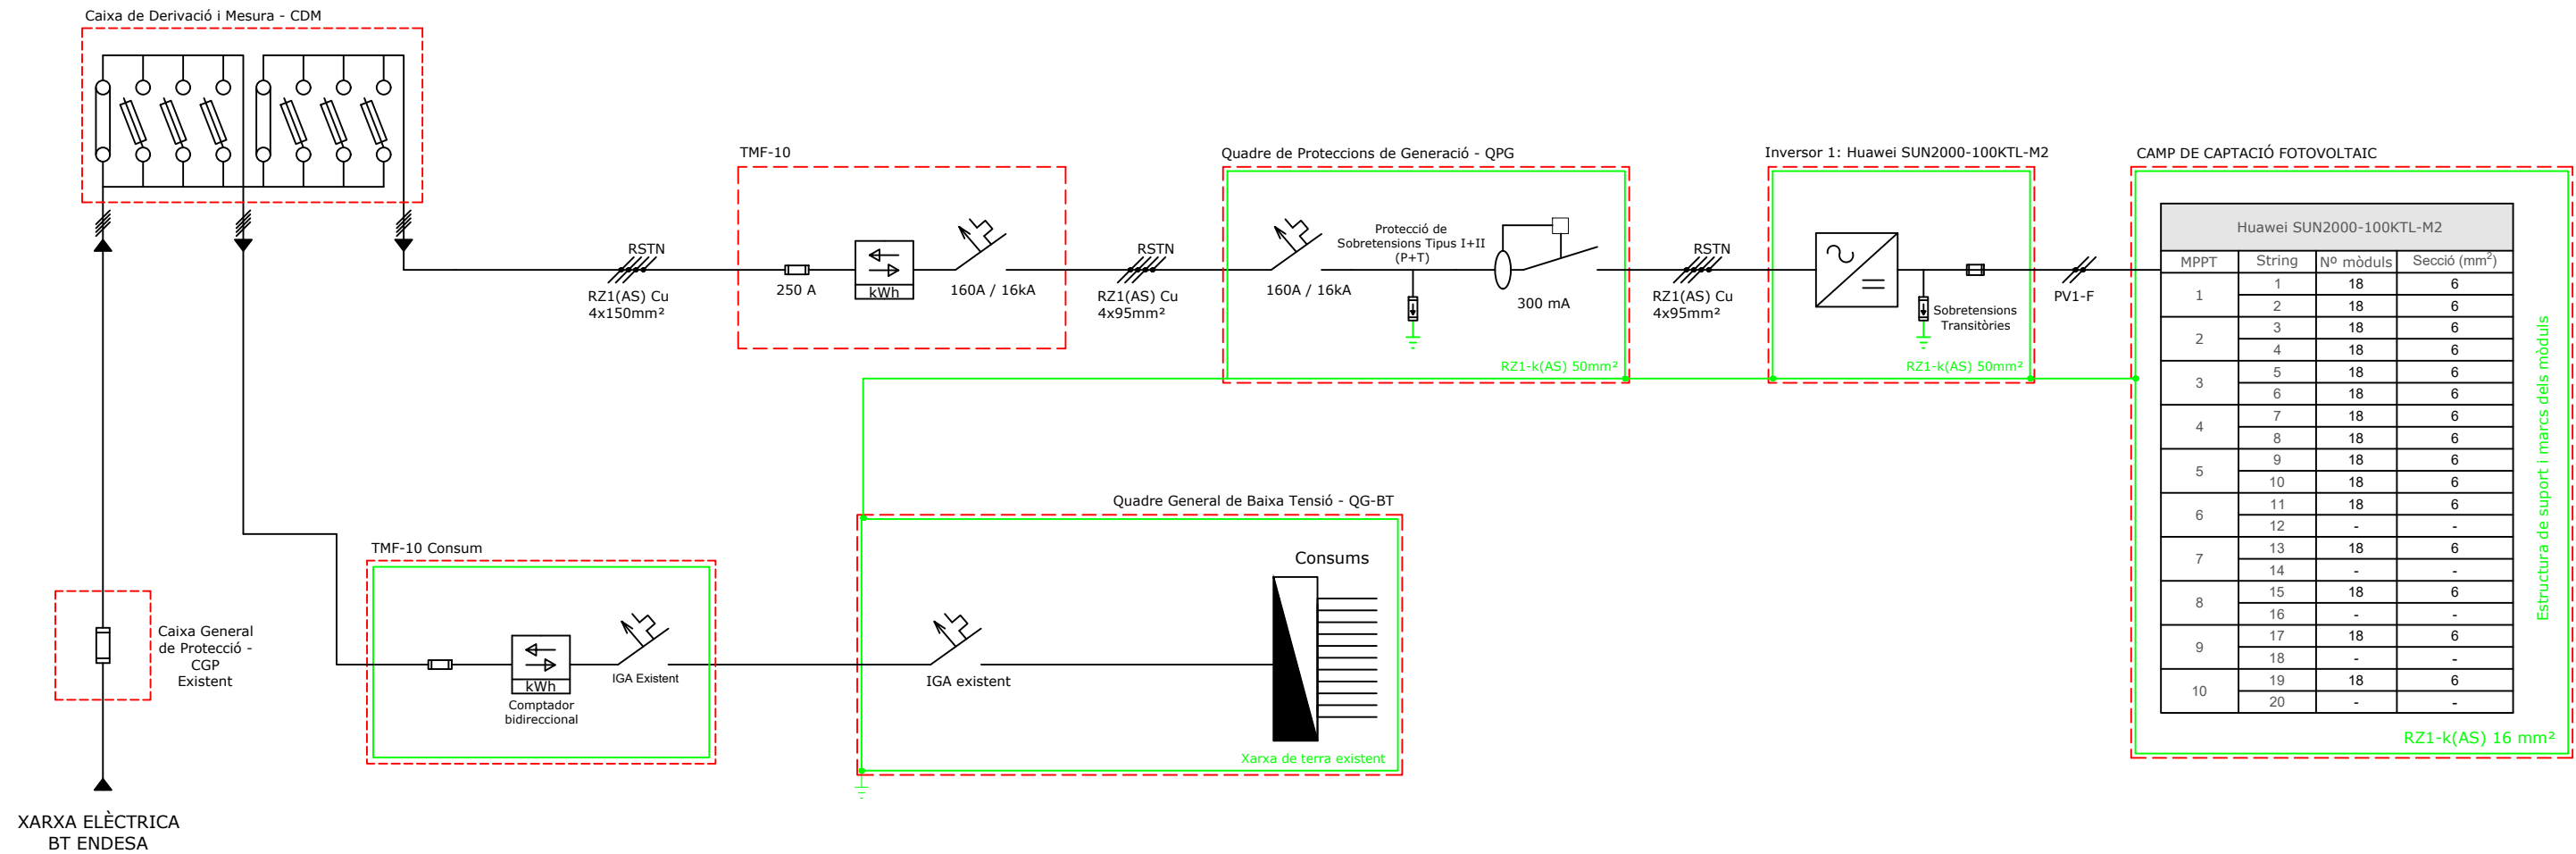 Caixa de Derivació i Mesura - CDM
TMF-10
RSTN
RZ1(AS) Cu
4x150mm²
250 A
kWh
160A / 16kA
RSTN
RZ1(AS) Cu
4x95mm²
Quadre de Proteccions de Generació - QPG
160A / 16kA
Protecció de
Sobretensions Tipus I+II
(P+T)
300 mA
RZ1-k(AS) 50mm²
RSTN
RZ1(AS) Cu
4x95mm²
Inversor 1: Huawei SUN2000-100KTL-M2
Sobretensions
Transitòries
RZ1-k(AS) 50mm²
PV1-F
CAMP DE CAPTACIÓ FOTOVOLTAIC
Huawei SUN2000-100KTL-M2
MPPT String Nº mòduls Secció (mm²)
1 1 18 6
2 18 6
2 3 18 6
4 18 6
3 5 18 6
6 18 6
4 7 18 6
8 18 6
5 9 18 6
10 18 6
6 11 18 6
12 - -
7 13 18 6
14 - -
8 15 18 6
16 - -
9 17 18 6
18 - -
10 19 18 6
20 - -
Estructura de suport i marcs dels mòduls
RZ1-k(AS) 16 mm²
TMF-10 Consum
kWh
Comptador
bidireccional
IGA Existent
Quadre General de Baixa Tensió - QG-BT
IGA existent
Consums
Xarxa de terra existent
Caixa General
de Protecció -
CGP
Existent
XARXA ELÈCTRICA
BT ENDESA